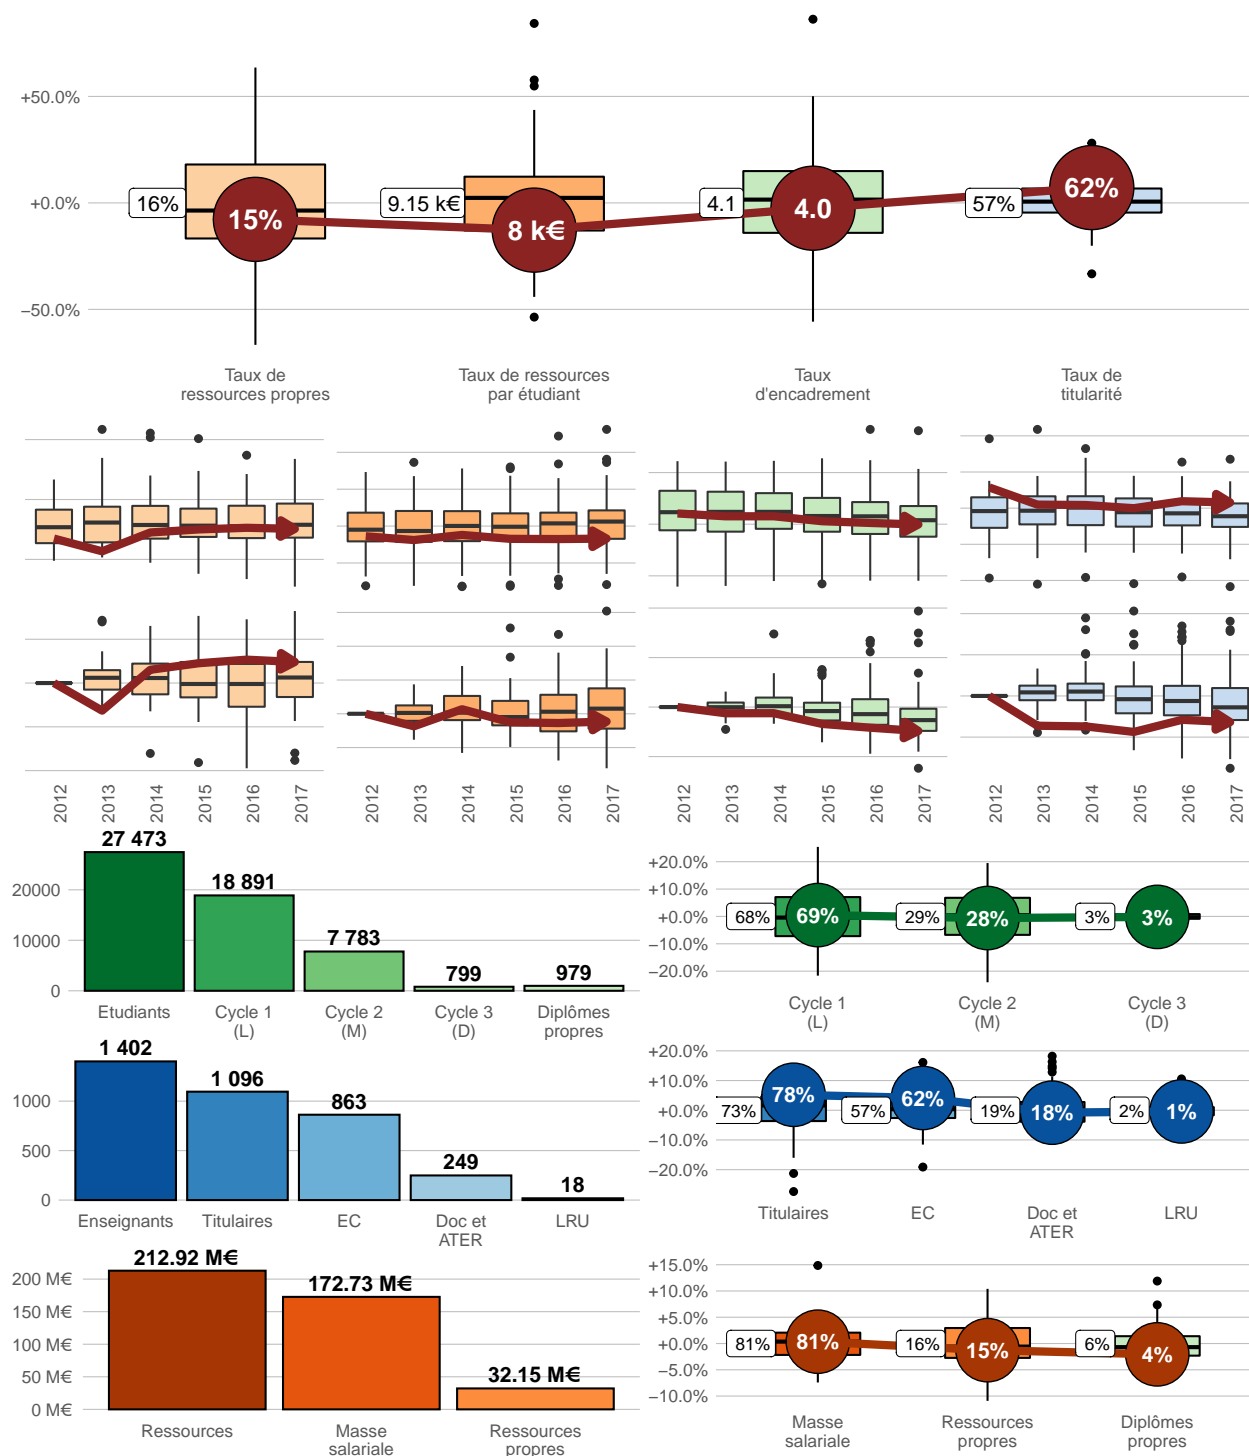 +50.0%
+0.0%
−50.0%
16%
15%
9.15 k€
8 k€
4.1
4.0
57%
62%
Taux de
ressources propres
Taux de ressources
par étudiant
Taux
d'encadrement
Taux de
titularité
2012
2013
2014
2015
2016
2017
2012
2013
2014
2015
2016
2017
2012
2013
2014
2015
2016
2017
2012
2013
2014
2015
2016
2017
20000
10000
0
27 473
18 891
7 783
799
979
Etudiants
Cycle 1
(L)
Cycle 2
(M)
Cycle 3
(D)
Diplômes
propres
+20.0%
+10.0%
+0.0%
−10.0%
−20.0%
68%
69%
29%
28%
3%
3%
Cycle 1
(L)
Cycle 2
(M)
Cycle 3
(D)
1000
500
0
1 402
1 096
863
249
18
Enseignants
Titulaires
EC
Doc et
ATER
LRU
+20.0%
+10.0%
+0.0%
−10.0%
−20.0%
73%
78%
57%
62%
19%
18%
2%
1%
Titulaires
EC
Doc et
ATER
LRU
200 M€
150 M€
100 M€
50 M€
0 M€
212.92 M€
172.73 M€
32.15 M€
Ressources
Masse
salariale
Ressources
propres
+15.0%
+10.0%
+5.0%
+0.0%
−5.0%
−10.0%
81%
81%
16%
15%
6%
4%
Masse
salariale
Ressources
propres
Diplômes
propres